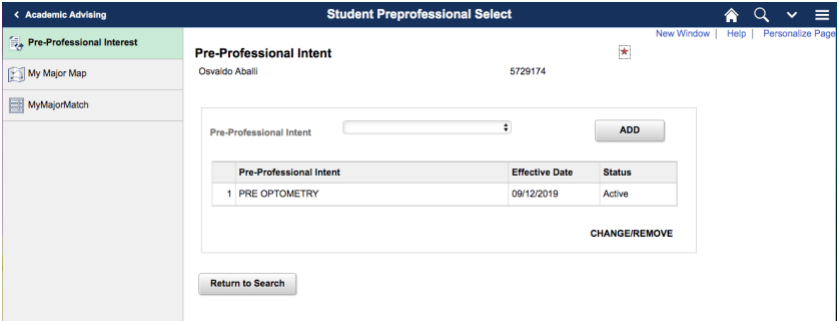 Academic Advising
Student Preprofessional Select
New Window | Help | Personalize Page
Pre-Professional Interest
My Major Map
MyMajorMatch
Pre-Professional Intent
Osvaldo Aballi 5729174
Pre-Professional Intent ADD
Pre-Professional Intent Effective Date Status
1 PRE OPTOMETRY 09/12/2019 Active
CHANGE/REMOVE
Return to Search